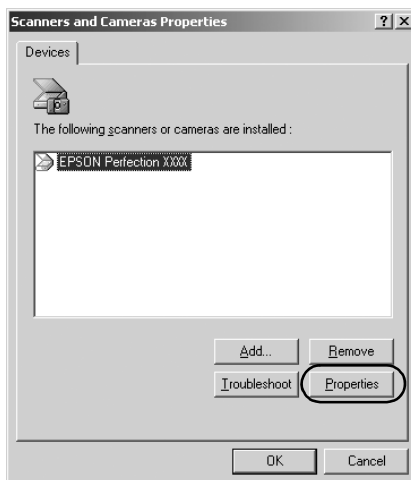 Scanners and Cameras Properties
Devices
The following scanners or cameras are installed :
EPSON Perfection XXXX
Add... Remove
Troubleshoot Properties
OK Cancel